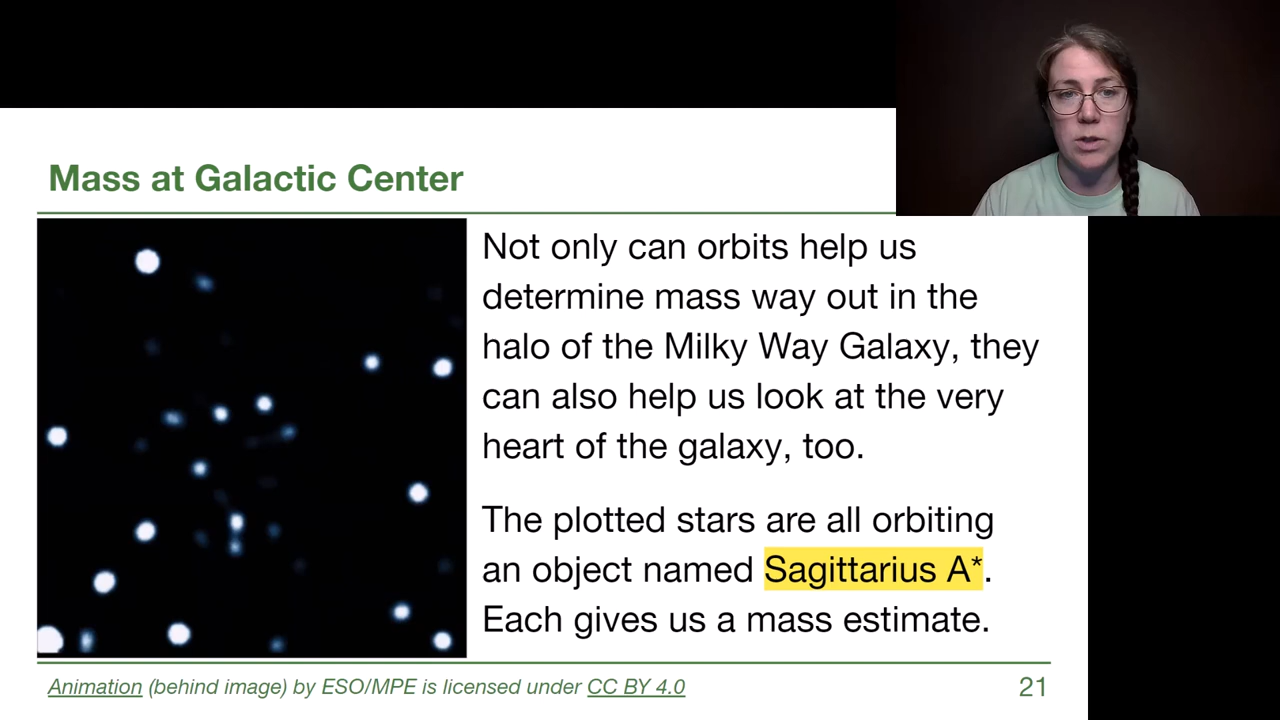 Mass at Galactic Center
Not only can orbits help us
determine mass way out in the
halo of the Milky Way Galaxy, they
can also help us look at the very
heart of the galaxy, too.
The plotted stars are all orbiting
an object named Sagittarius A*.
Each gives us a mass estimate.
Animation (behind image) by ESO/MPE is licensed under CC BY 4.0
21